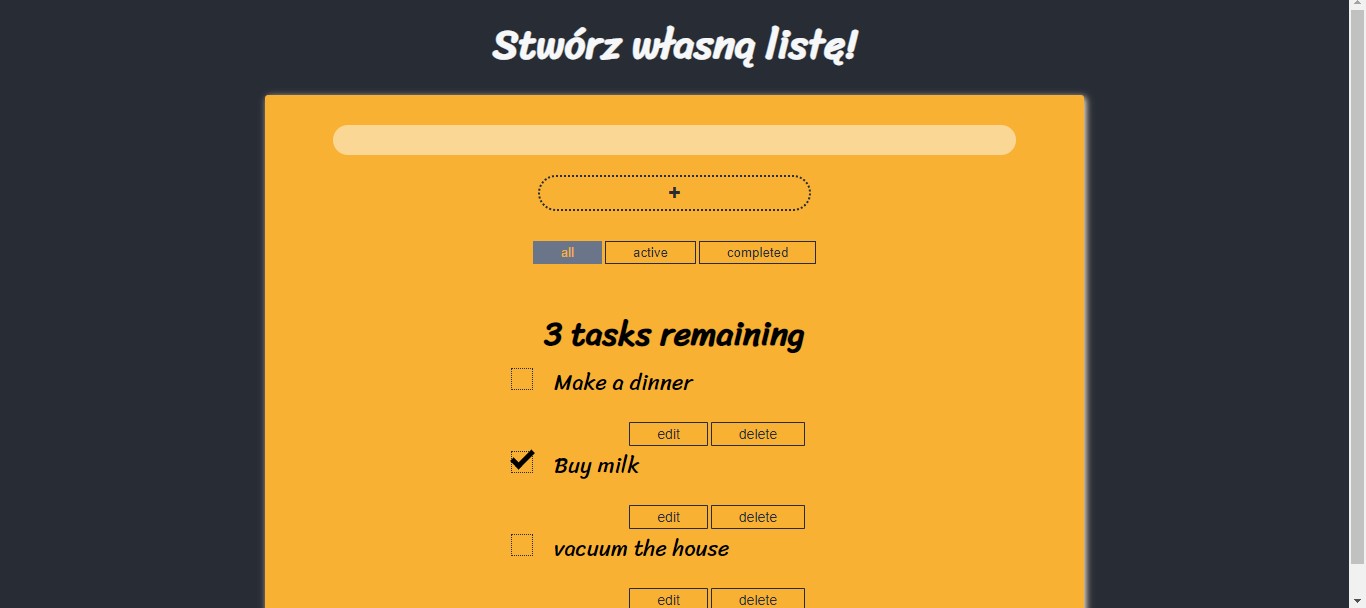 Stwórz własną listę!
+
all active completed
3 tasks remaining
Make a dinner
edit delete
Buy milk
edit delete
vacuum the house
edit delete